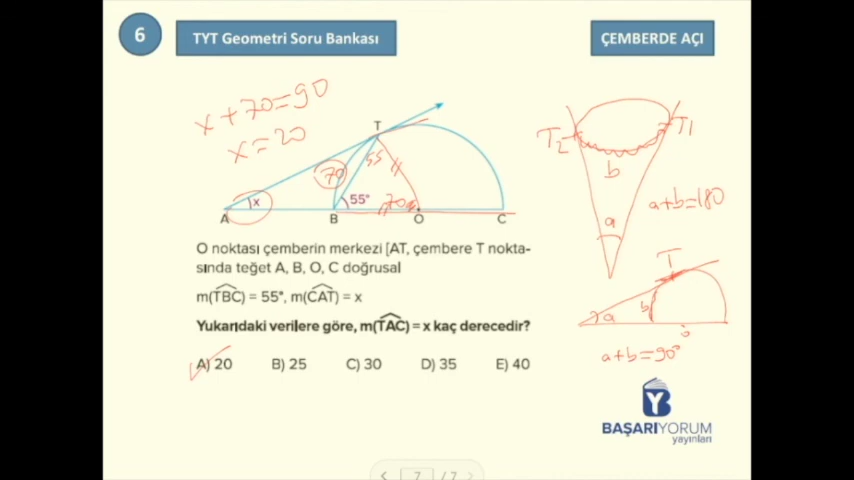 6
TYT Geometri Soru Bankası
ÇEMBERDE AÇI
x + 70 = 90
x = 20
T
55
70
x
55°
70
A
B
O
C
T2
T1
b
a
a+b=180
T
a
b
a+b=90°
O noktası çemberin merkezi [AT, çembere T nokta-
sında teğet A, B, O, C doğrusal
m(TBC) = 55°, m(CAT) = x
Yukarıdaki verilere göre, m(TAC) = x kaç derecedir?
A) 20 B) 25 C) 30 D) 35 E) 40
BAŞARIYORUM
yayınları
7 / 7